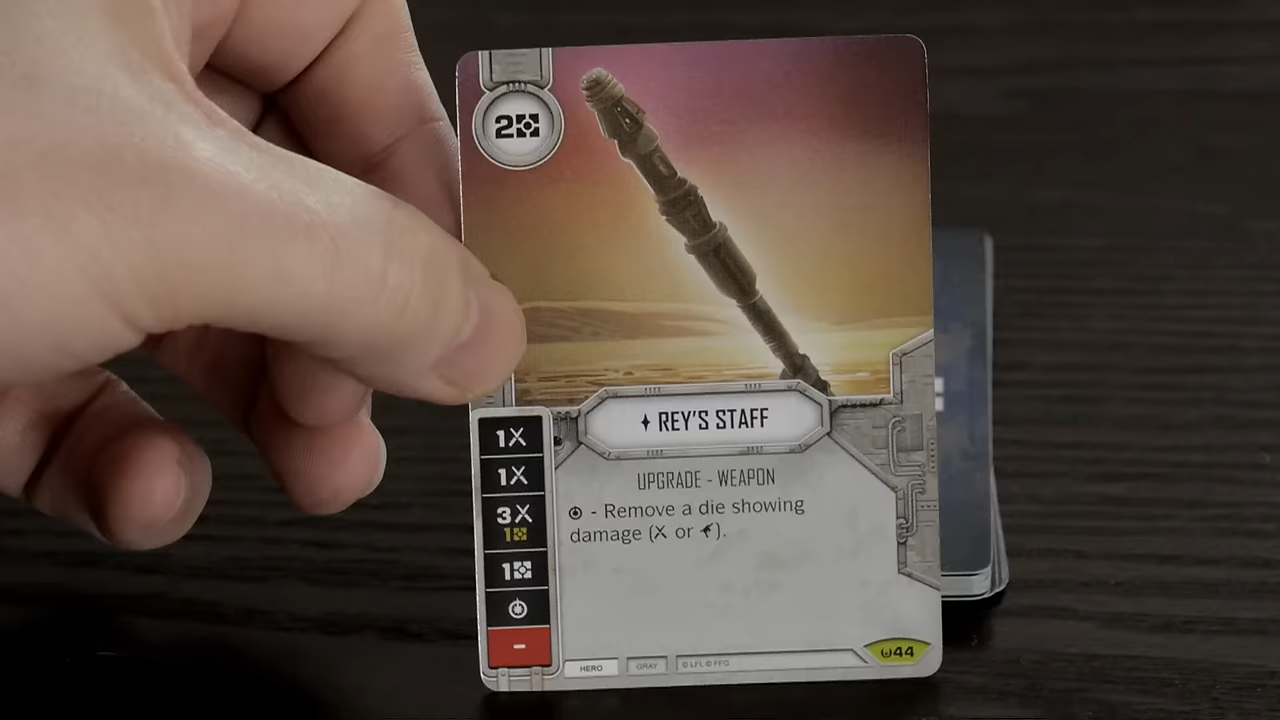 2
REY'S STAFF
UPGRADE - WEAPON
- Remove a die showing
damage (or).
1
1
3
1
1
-
HERO GRAY © LFL © FFG
44